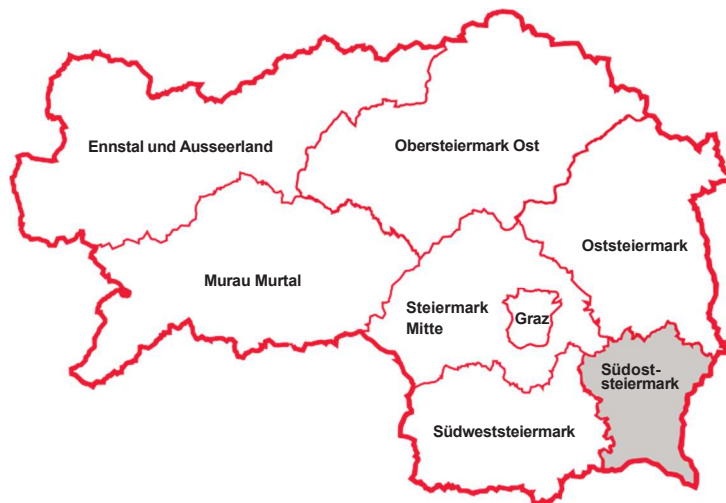 Ennstal und Ausseerland
Obersteiermark Ost
Oststeiermark
Murau Murtal
Steiermark
Mitte
Graz
Südost-
steiermark
Südweststeiermark